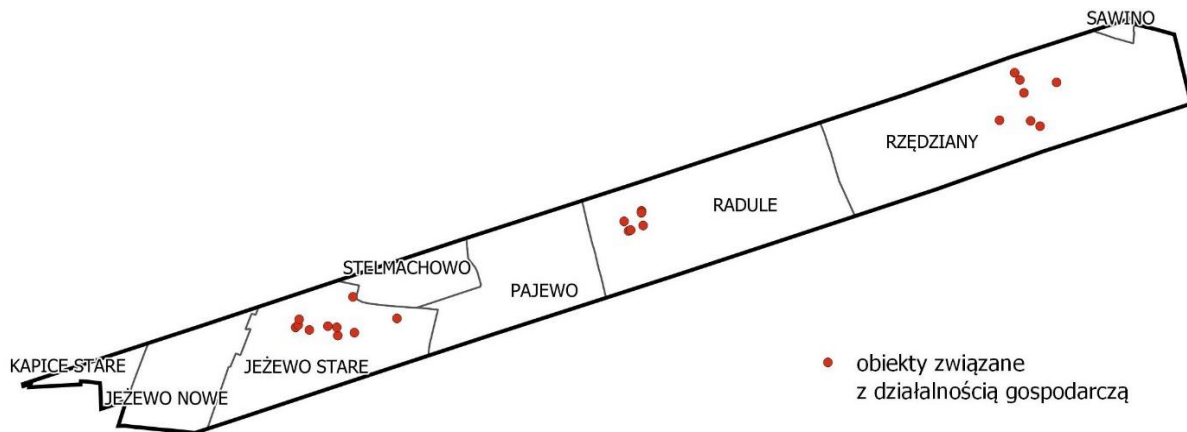 SAWINO
RZĘDZIANY
RADULE
STELMACHOWO
PAJEWO
KAPICE STARE
JEŻEWO STARE
JEŻEWO NOWE
obiekty związane
z działalnością gospodarczą